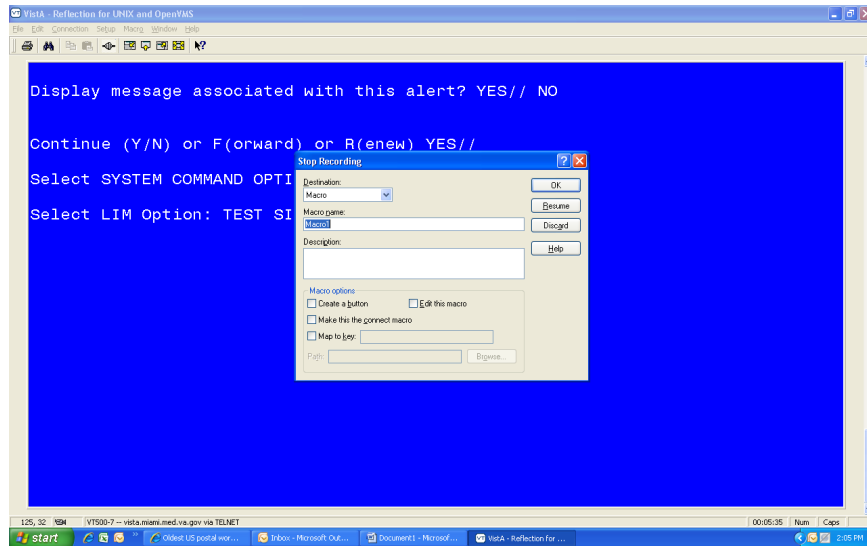 VistA - Reflection for UNIX and OpenVMS
File Edit Connection Setup Macro Window Help
Display message associated with this alert? YES// NO
Continue (Y/N) or F(orward) or R(enew) YES//
Select SYSTEM COMMAND OPTI
Select LIM Option: TEST SI
Stop Recording
Destination:
Macro
OK
Resume
Macro name:
Macro1
Discard
Description:
Help
Macro options
Create a button Edit this macro
Make this the connect macro
Map to key:
Path: Browse...
125, 32 VT500-7 -- vista.miami.med.va.gov via TELNET 00:05:35 Num Caps
start Oldest US postal wor... Inbox - Microsoft Out... Document1 - Microsof... VistA - Reflection for ... 2:05 PM